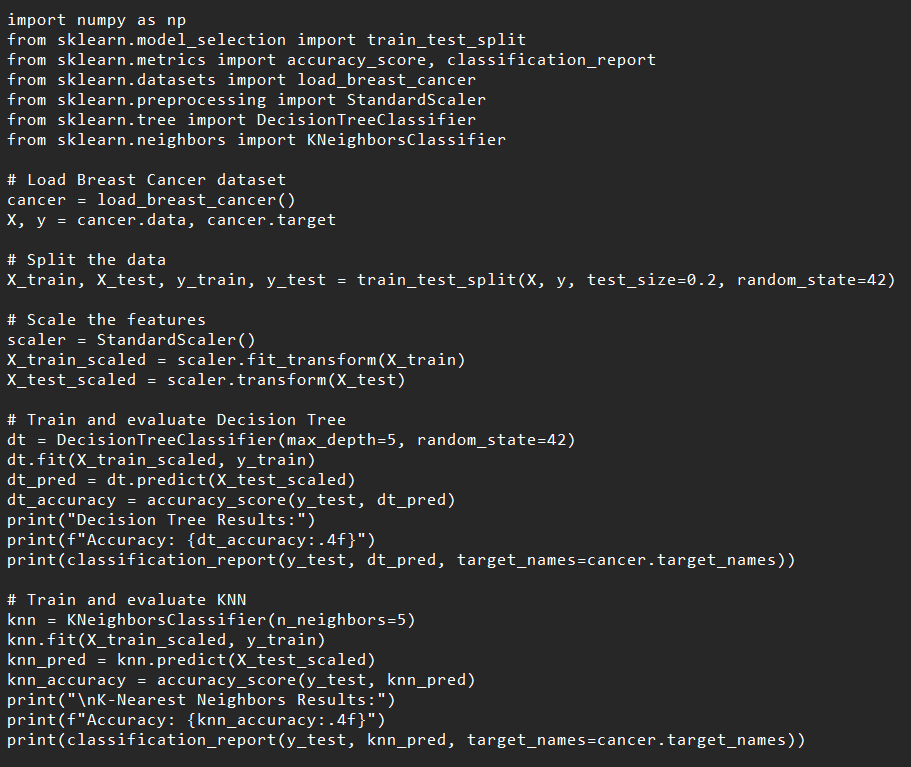 import numpy as np
from sklearn.model_selection import train_test_split
from sklearn.metrics import accuracy_score, classification_report
from sklearn.datasets import load_breast_cancer
from sklearn.preprocessing import StandardScaler
from sklearn.tree import DecisionTreeClassifier
from sklearn.neighbors import KNeighborsClassifier

# Load Breast Cancer dataset
cancer = load_breast_cancer()
X, y = cancer.data, cancer.target

# Split the data
X_train, X_test, y_train, y_test = train_test_split(X, y, test_size=0.2, random_state=42)

# Scale the features
scaler = StandardScaler()
X_train_scaled = scaler.fit_transform(X_train)
X_test_scaled = scaler.transform(X_test)

# Train and evaluate Decision Tree
dt = DecisionTreeClassifier(max_depth=5, random_state=42)
dt.fit(X_train_scaled, y_train)
dt_pred = dt.predict(X_test_scaled)
dt_accuracy = accuracy_score(y_test, dt_pred)
print("Decision Tree Results:")
print(f"Accuracy: {dt_accuracy:.4f}")
print(classification_report(y_test, dt_pred, target_names=cancer.target_names))

# Train and evaluate KNN
knn = KNeighborsClassifier(n_neighbors=5)
knn.fit(X_train_scaled, y_train)
knn_pred = knn.predict(X_test_scaled)
knn_accuracy = accuracy_score(y_test, knn_pred)
print("\nK-Nearest Neighbors Results:")
print(f"Accuracy: {knn_accuracy:.4f}")
print(classification_report(y_test, knn_pred, target_names=cancer.target_names))